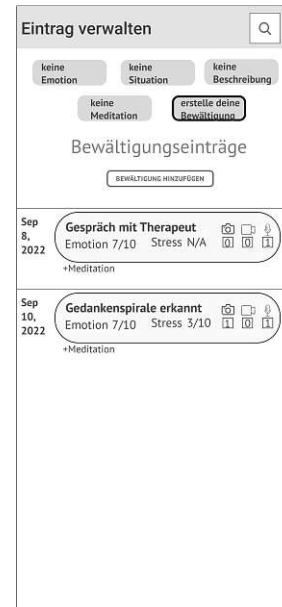 Eintrag verwalten
keine
Emotion
keine
Situation
keine
Beschreibung
keine
Meditation
erstelle deine
Bewältigung
Bewältigungseinträge
BEWÄLTIGUNG HINZUFÜGEN
Sep
8,
2022
Gespräch mit Therapeut
Emotion 7/10 Stress N/A
0 0 1
+Meditation
Sep
10,
2022
Gedankenspirale erkannt
Emotion 7/10 Stress 3/10
1 0 1
+Meditation